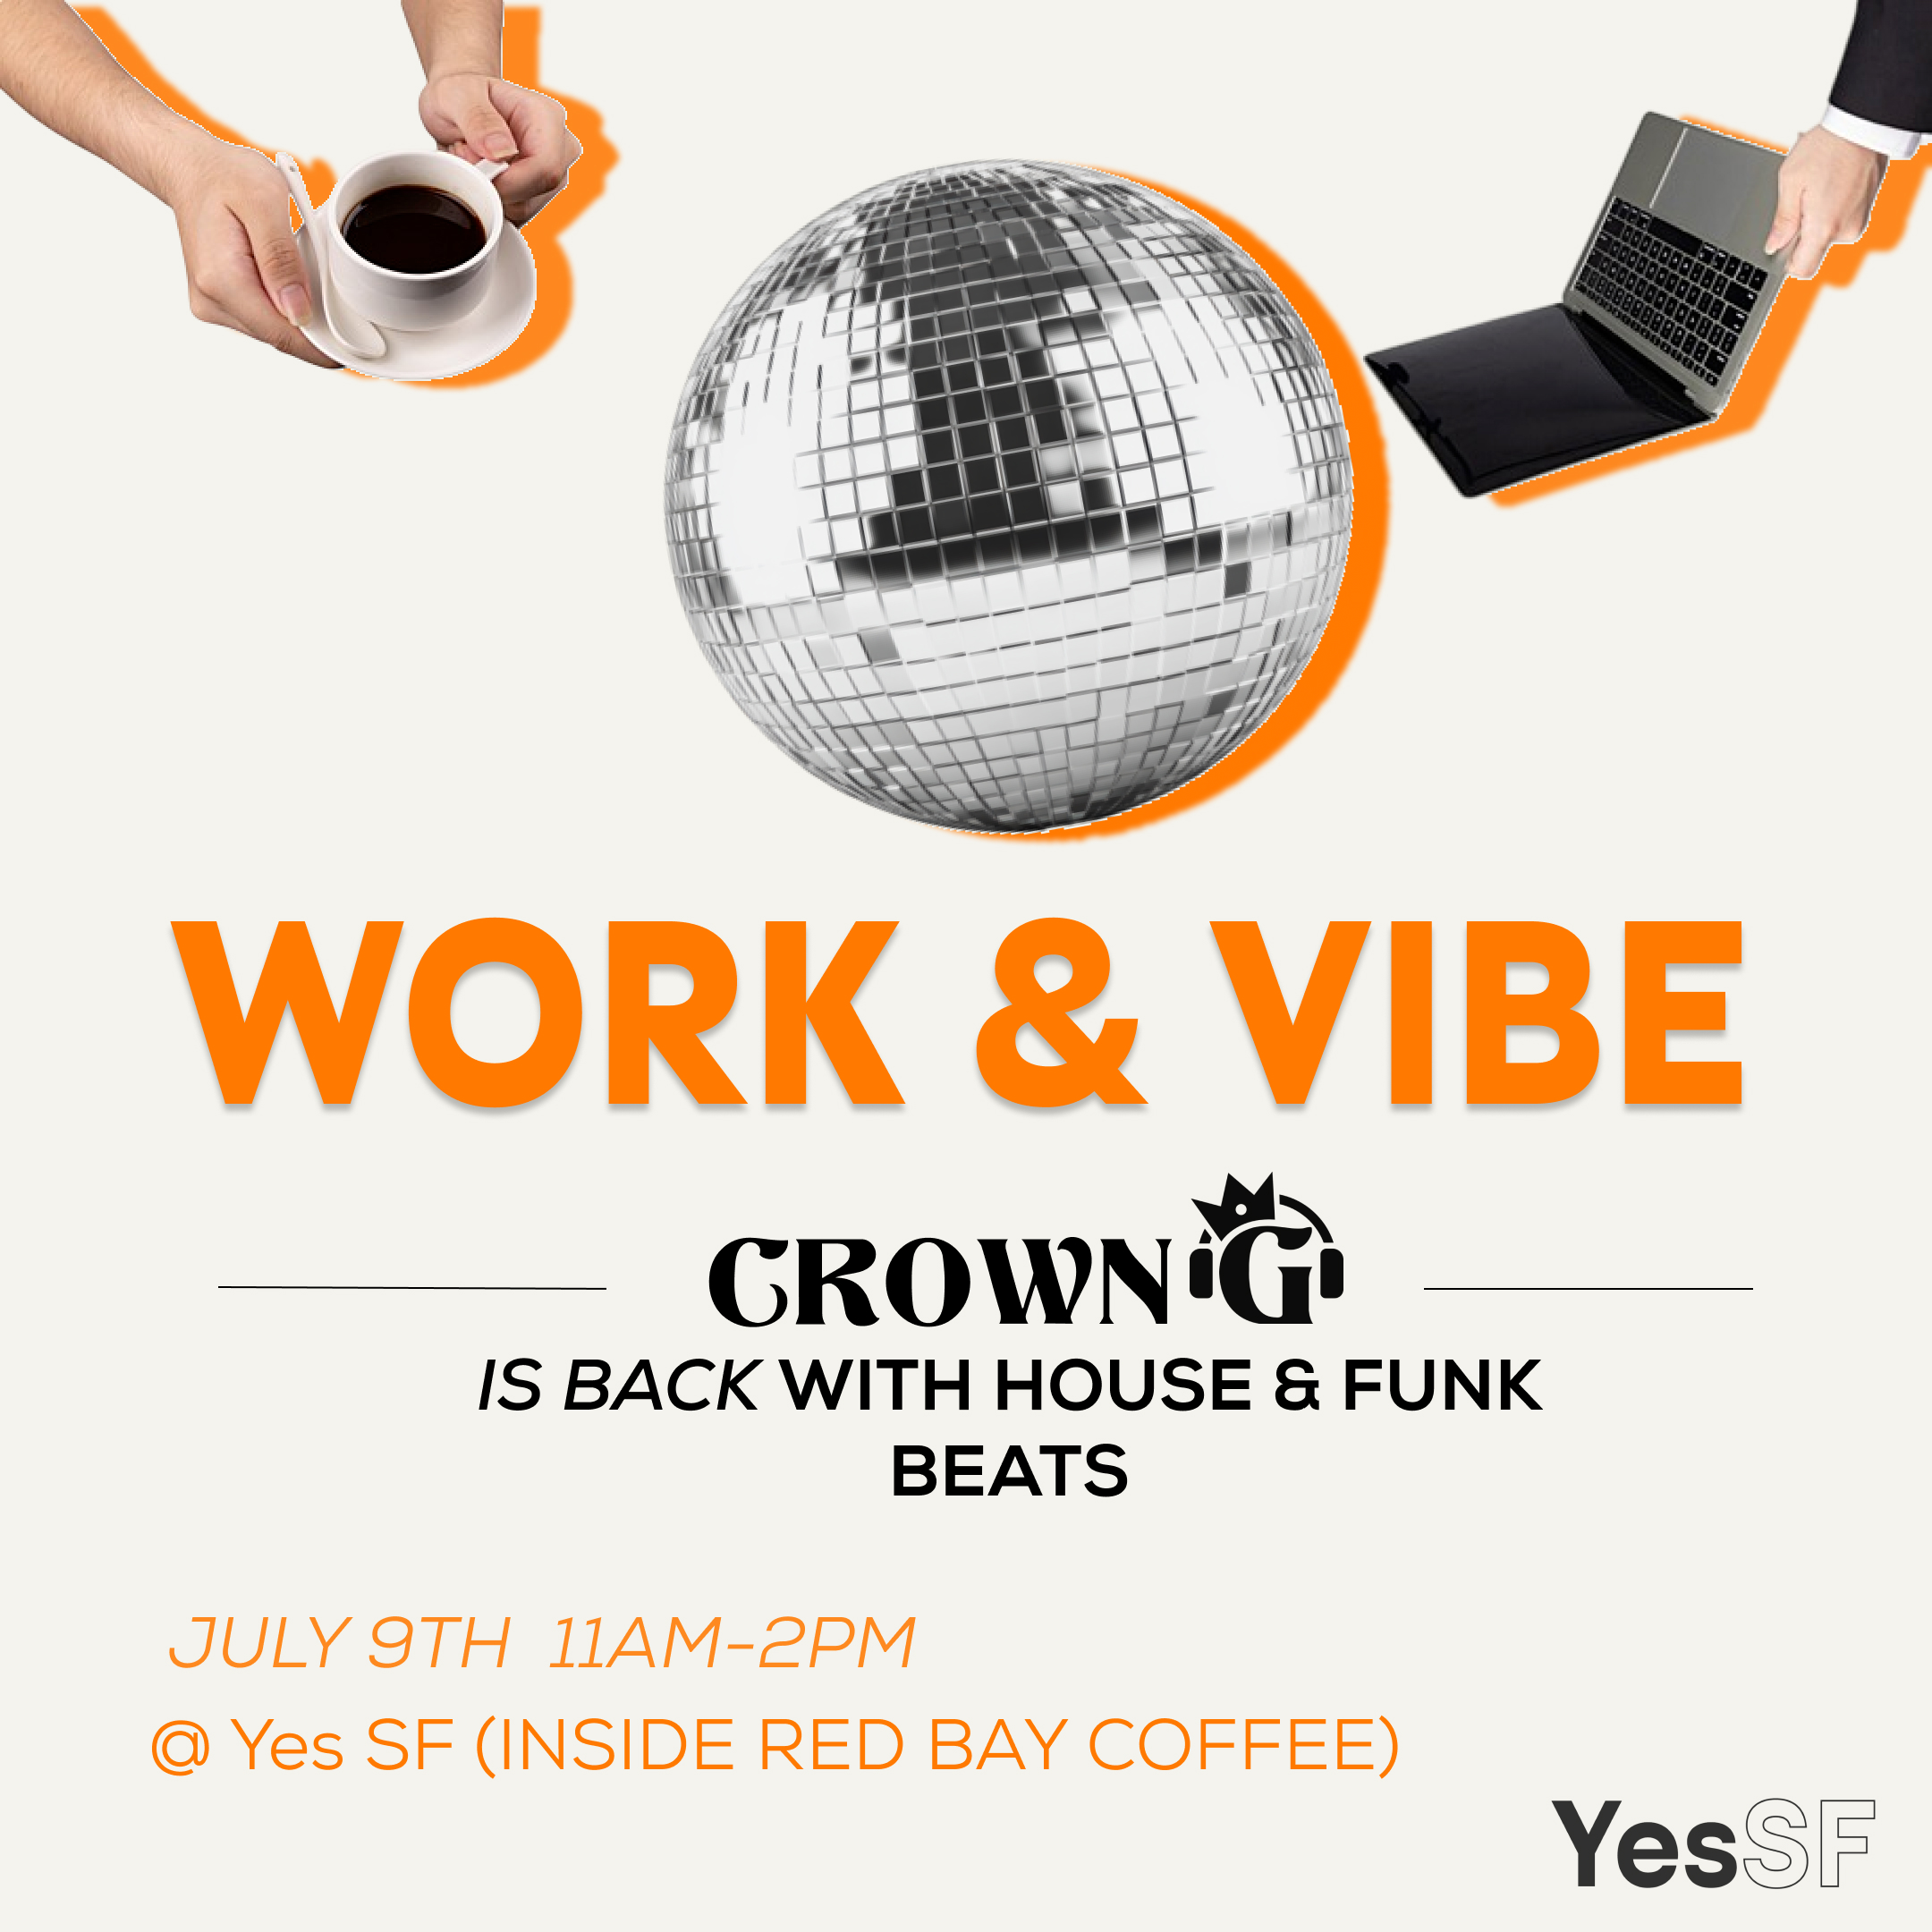 WORK & VIBE
CROWN G
IS BACK WITH HOUSE & FUNK
BEATS
JULY 9TH 11AM-2PM
@ Yes SF (INSIDE RED BAY COFFEE)
YesSF